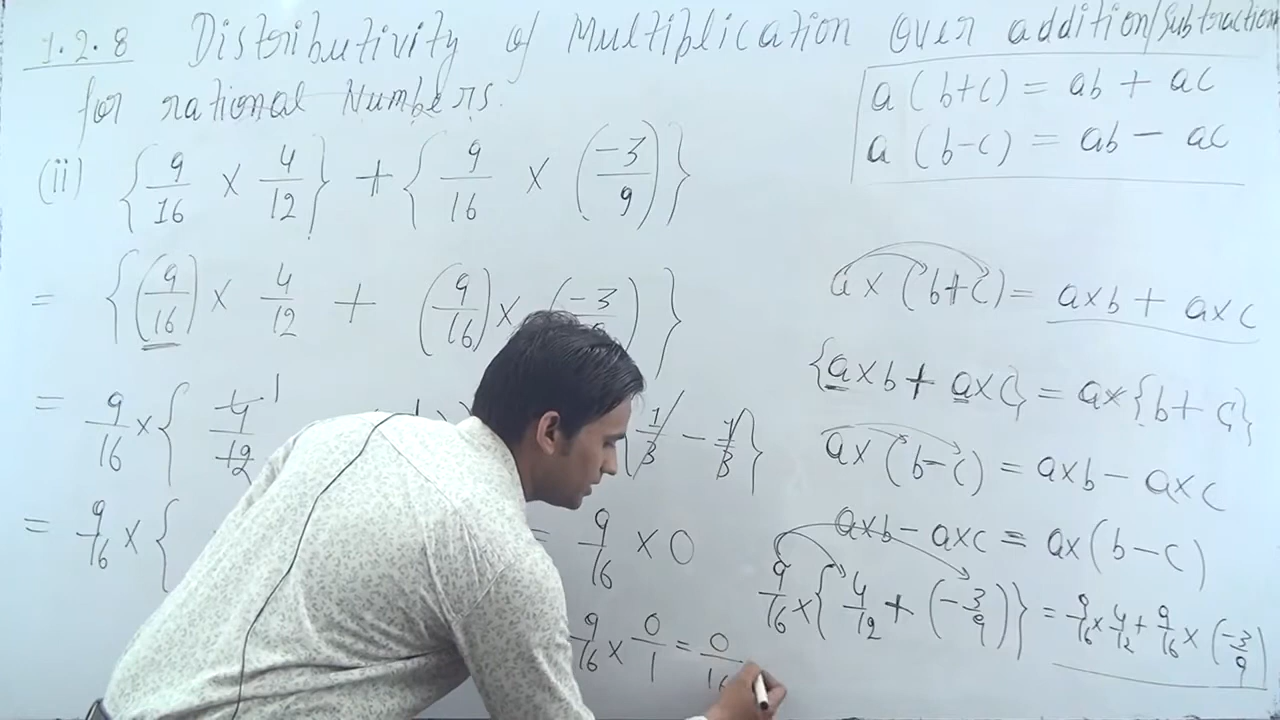 1.2.8 Distributivity of Multiplication Over addition/Subtraction
for rational Numbers.
a (b+c) = ab + ac
a (b-c) = ab - ac
(ii) {9/16 × 4/12} + {9/16 × (-3/9)}
= {(9/16) × 4/12 + (9/16) × (-3/ )}
= 9/16 × { 4/12 1
1/3 - 1/3 }
= 9/16 × {
= 9/16 × 0
9/16 × 0/1 = 0/16
a × (b+c) = a×b + a×c
{a×b + a×c} = a×{b+c}
a× (b-c) = a×b - a×c
a×b - a×c = a×(b-c)
9/16 × {4/12 + (-3/9)} = 9/16 × 4/12 + 9/16 × (-3/9)